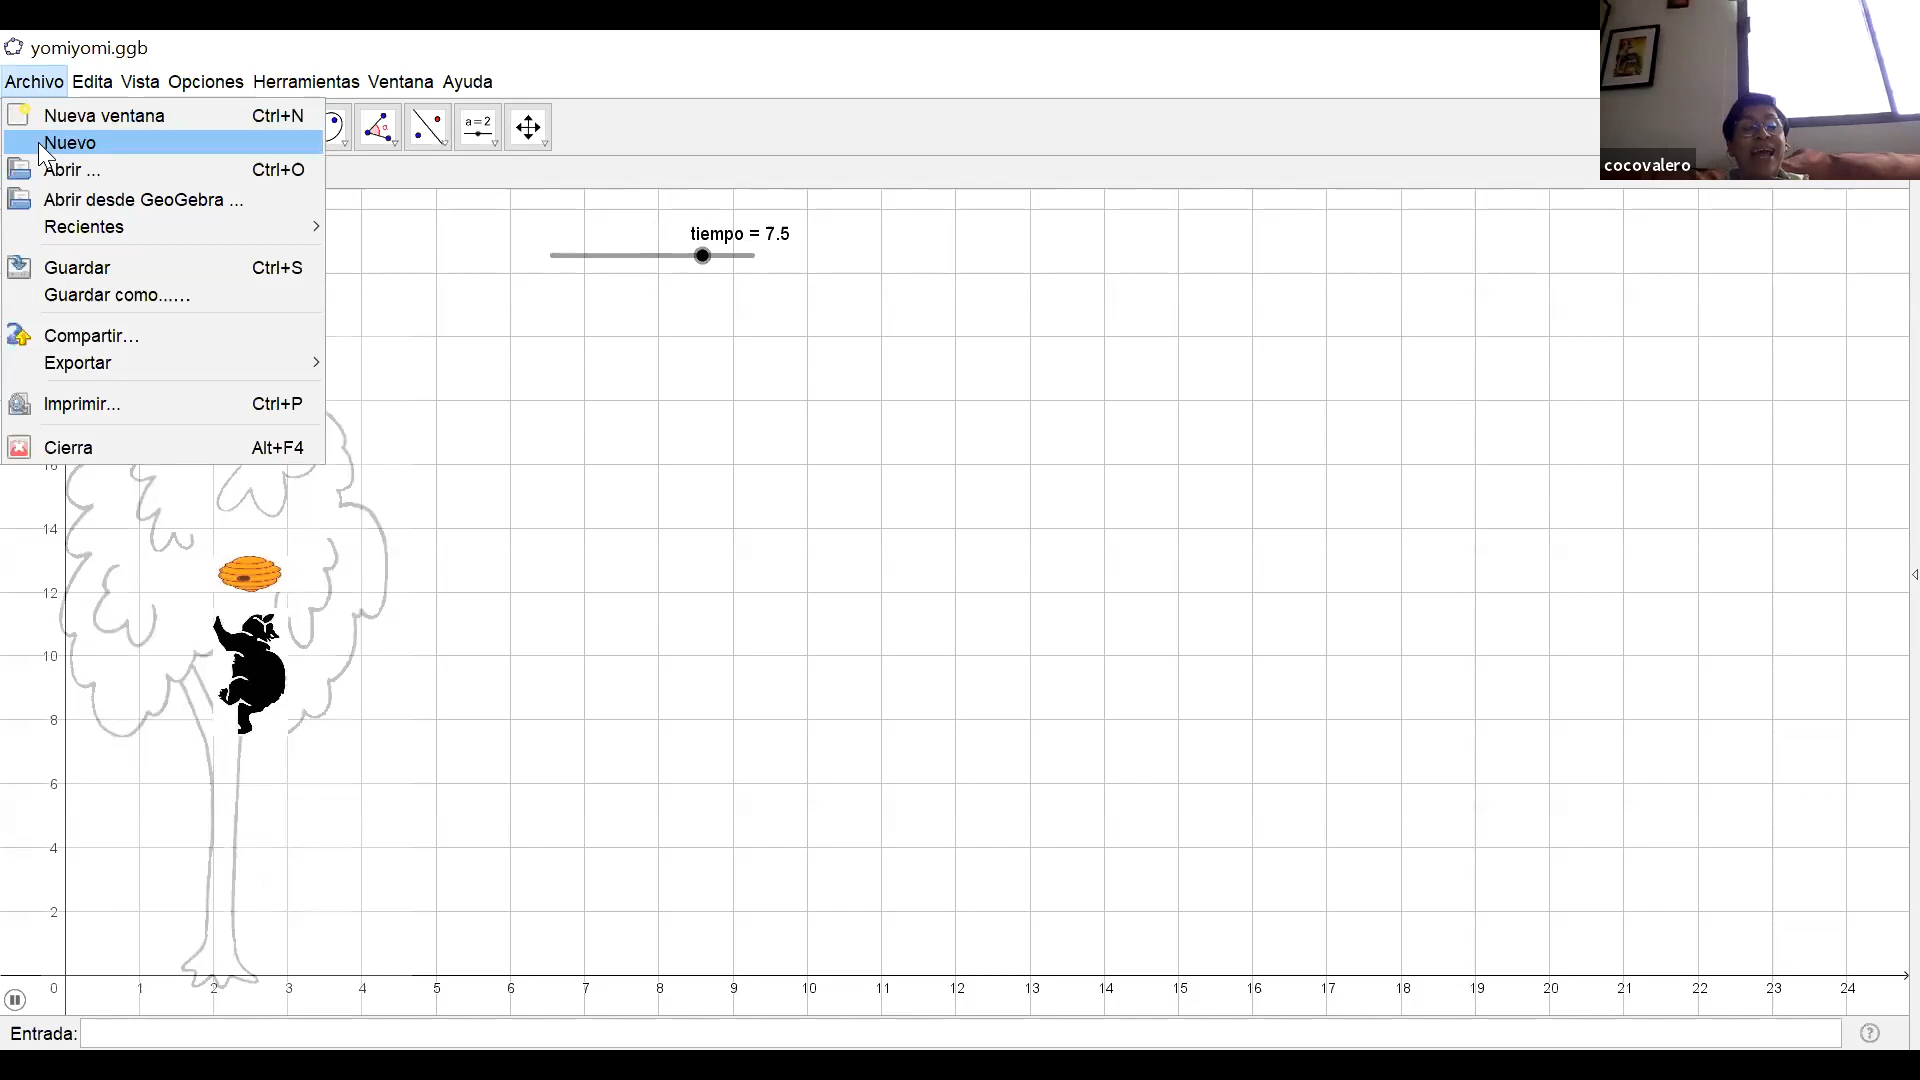 yomiyomi.ggb
Archivo Edita Vista Opciones Herramientas Ventana Ayuda
Nueva ventana Ctrl+N
Nuevo
Abrir ... Ctrl+O
Abrir desde GeoGebra ...
Recientes
Guardar Ctrl+S
Guardar como......
Compartir...
Exportar
Imprimir... Ctrl+P
Cierra Alt+F4
a=2
α
cocovalero
tiempo = 7.5
16
14
12
10
8
6
4
2
0 1 2 3 4 5 6 7 8 9 10 11 12 13 14 15 16 17 18 19 20 21 22 23 24
Entrada:
?